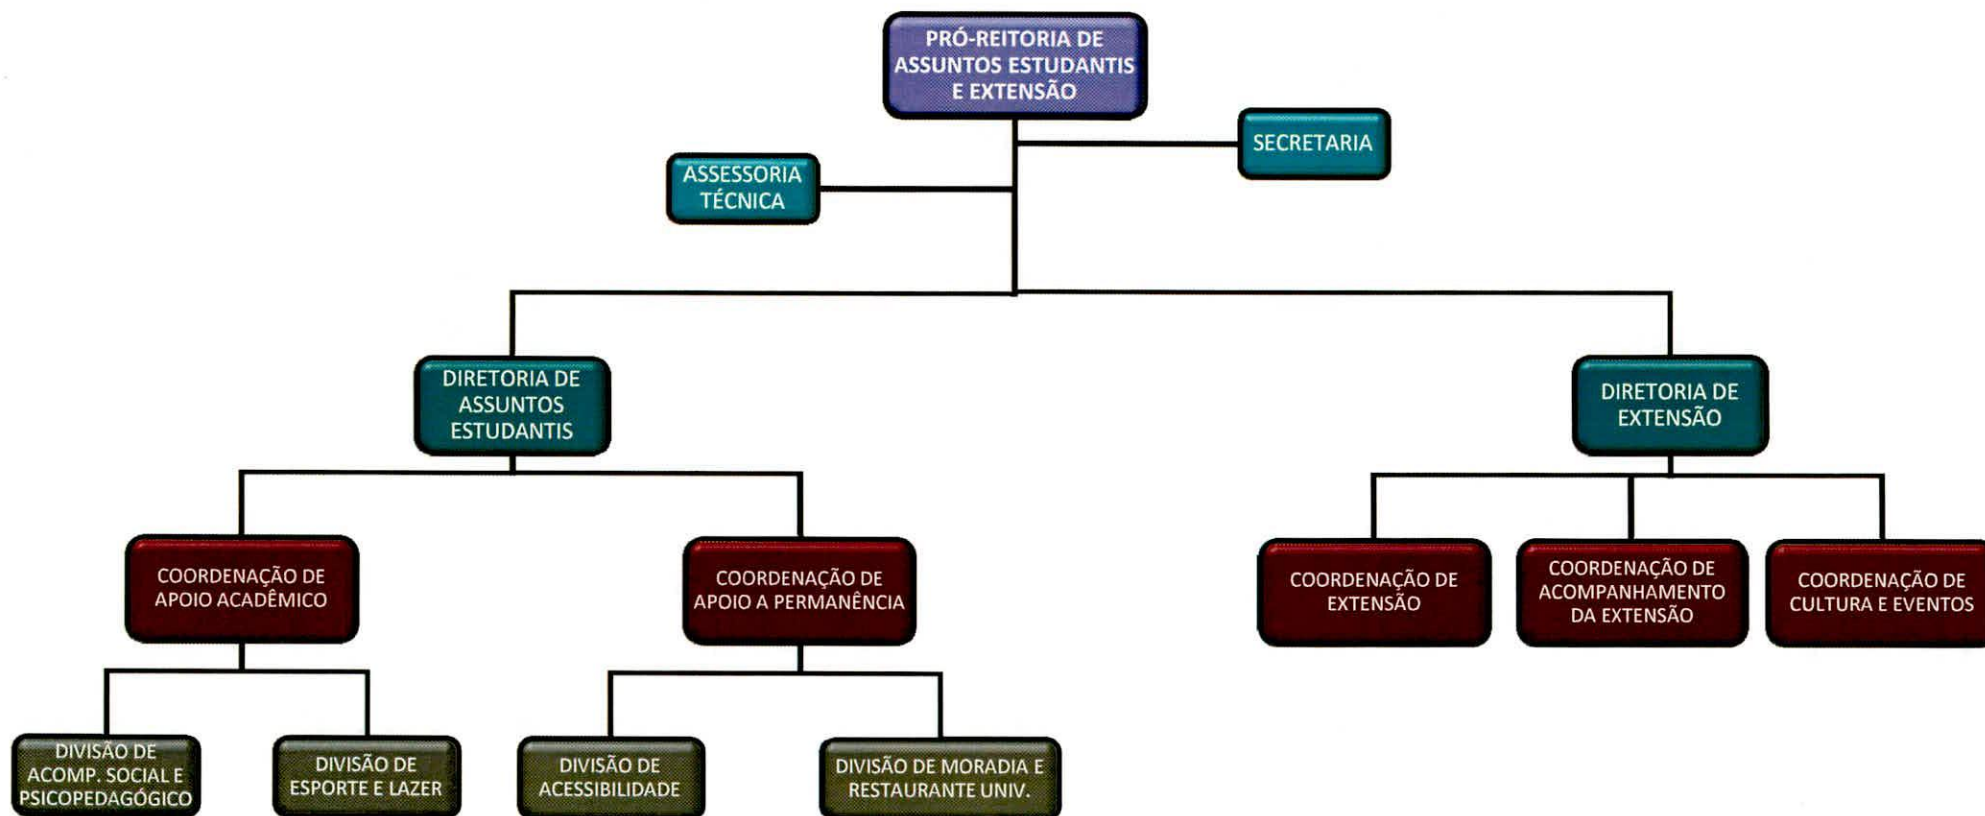 PRÓ-REITORIA DE
ASSUNTOS ESTUDANTIS
E EXTENSÃO
SECRETARIA
ASSESSORIA
TÉCNICA
DIRETORIA DE
ASSUNTOS
ESTUDANTIS
DIRETORIA DE
EXTENSÃO
COORDENAÇÃO DE
APOIO ACADÊMICO
COORDENAÇÃO DE
APOIO A PERMANÊNCIA
COORDENAÇÃO DE
EXTENSÃO
COORDENAÇÃO DE
ACOMPANHAMENTO
DA EXTENSÃO
COORDENAÇÃO DE
CULTURA E EVENTOS
DIVISÃO DE
ACOMP. SOCIAL E
PSICOPEDAGÓGICO
DIVISÃO DE
ESPORTE E LAZER
DIVISÃO DE
ACESSIBILIDADE
DIVISÃO DE MORADIA E
RESTAURANTE UNIV.